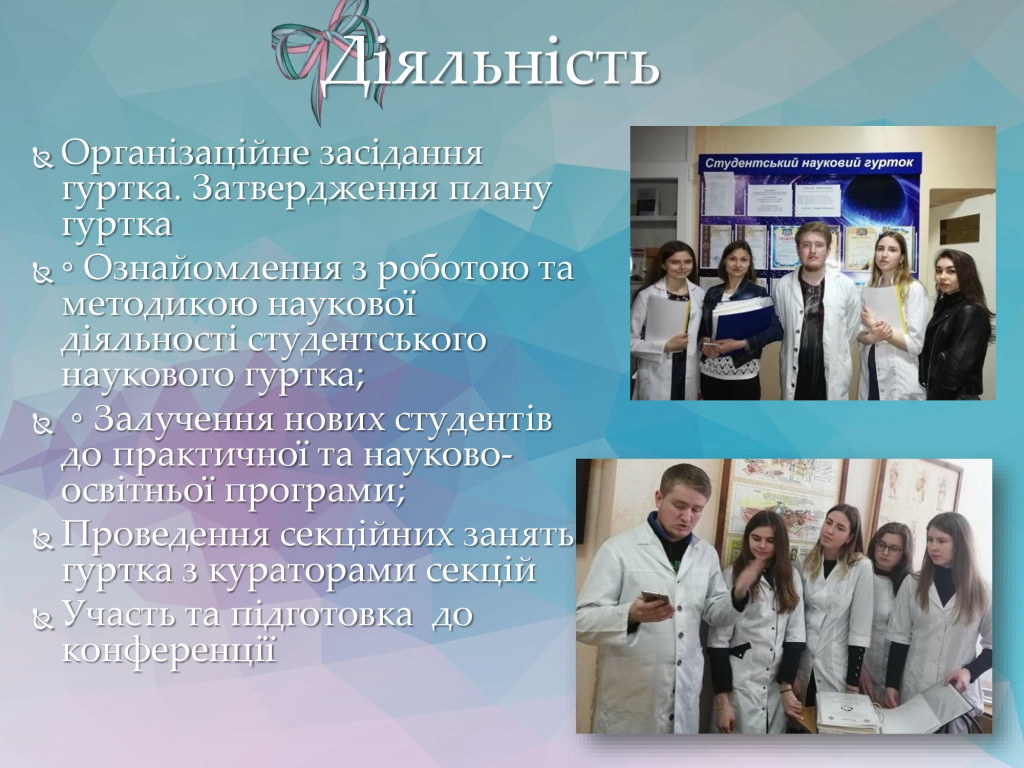 Діяльність
Організаційне засідання
гуртка. Затвердження плану
гуртка
◦ Ознайомлення з роботою та
методикою наукової
діяльності студентського
наукового гуртка;
◦ Залучення нових студентів
до практичної та науково-
освітньої програми;
Проведення секційних занять
гуртка з кураторами секцій
Участь та підготовка до
конференції
Студентський науковий гурток